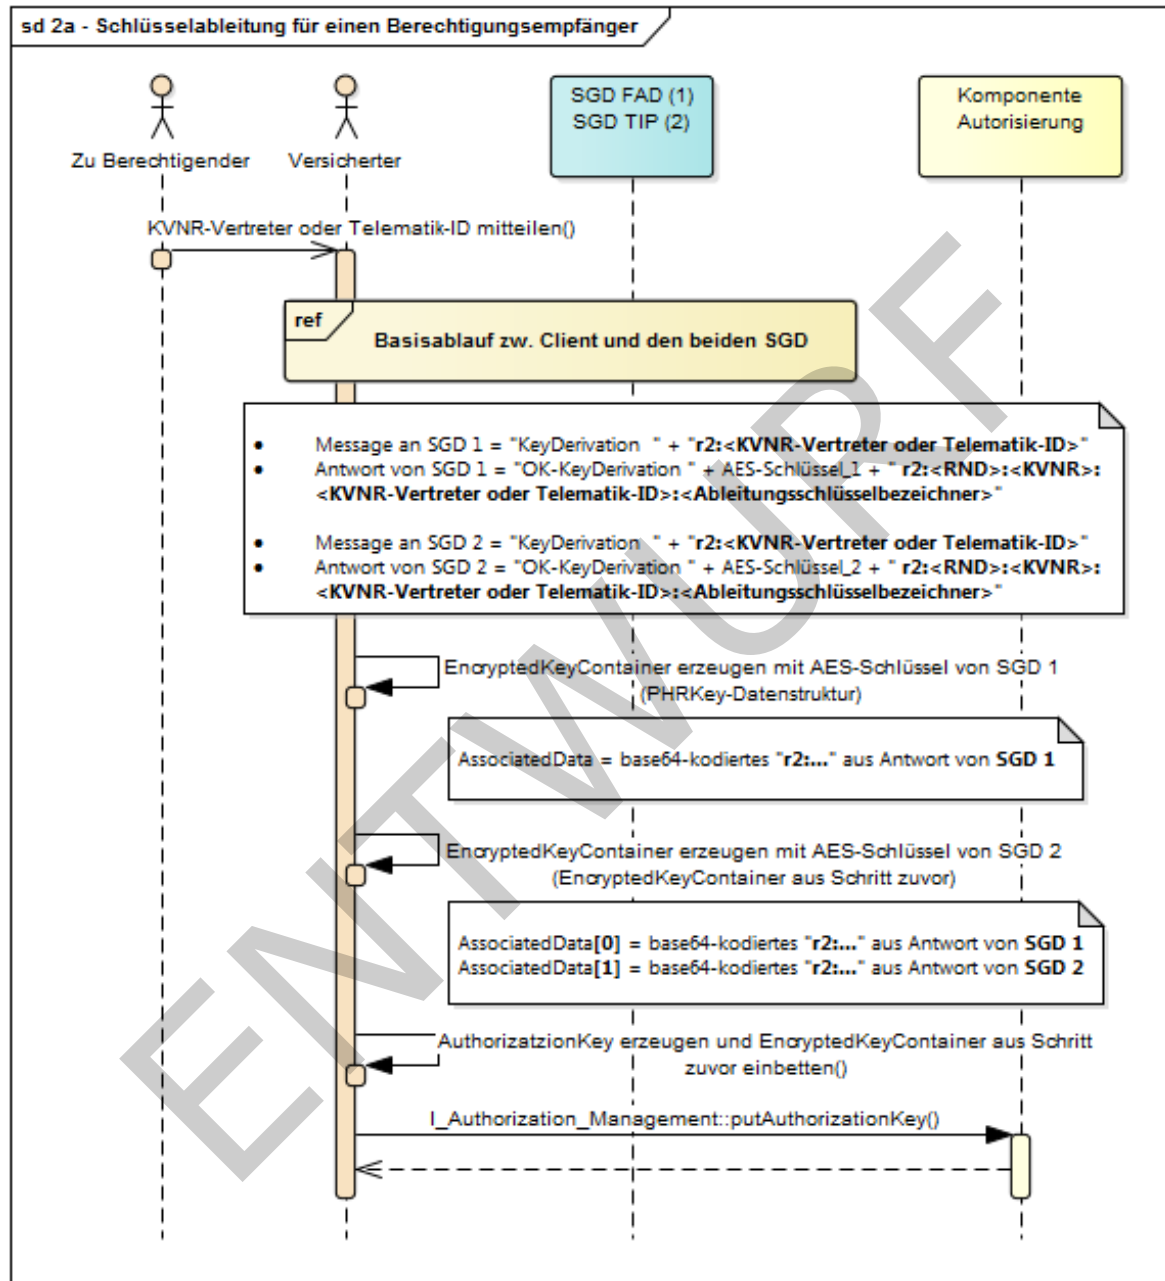 sd 2a - Schlüsselableitung für einen Berechtigungsempfänger
SGD FAD (1)
SGD TIP (2)
Komponente
Autorisierung
Zu Berechtigender
Versicherter
KVNR-Vertreter oder Telematik-ID mitteilen()
ref
Basisablauf zw. Client und den beiden SGD
• Message an SGD 1 = "KeyDerivation " + "r2:<KVNR-Vertreter oder Telematik-ID>"
• Antwort von SGD 1 = "OK-KeyDerivation " + AES-Schlüssel_1 + " r2:<RND>:<KVNR>:
<KVNR-Vertreter oder Telematik-ID>:<Ableitungsschlüsselbezeichner>"
• Message an SGD 2 = "KeyDerivation " + "r2:<KVNR-Vertreter oder Telematik-ID>"
• Antwort von SGD 2 = "OK-KeyDerivation " + AES-Schlüssel_2 + " r2:<RND>:<KVNR>:
<KVNR-Vertreter oder Telematik-ID>:<Ableitungsschlüsselbezeichner>"
EncryptedKeyContainer erzeugen mit AES-Schlüssel von SGD 1
(PHRKey-Datenstruktur)
AssociatedData = base64-kodiertes "r2:..." aus Antwort von SGD 1
EncryptedKeyContainer erzeugen mit AES-Schlüssel von SGD 2
(EncryptedKeyContainer aus Schritt zuvor)
AssociatedData[0] = base64-kodiertes "r2:..." aus Antwort von SGD 1
AssociatedData[1] = base64-kodiertes "r2:..." aus Antwort von SGD 2
AuthorizatzionKey erzeugen und EncryptedKeyContainer aus Schritt
zuvor einbetten()
I_Authorization_Management::putAuthorizationKey()
ENTWURF